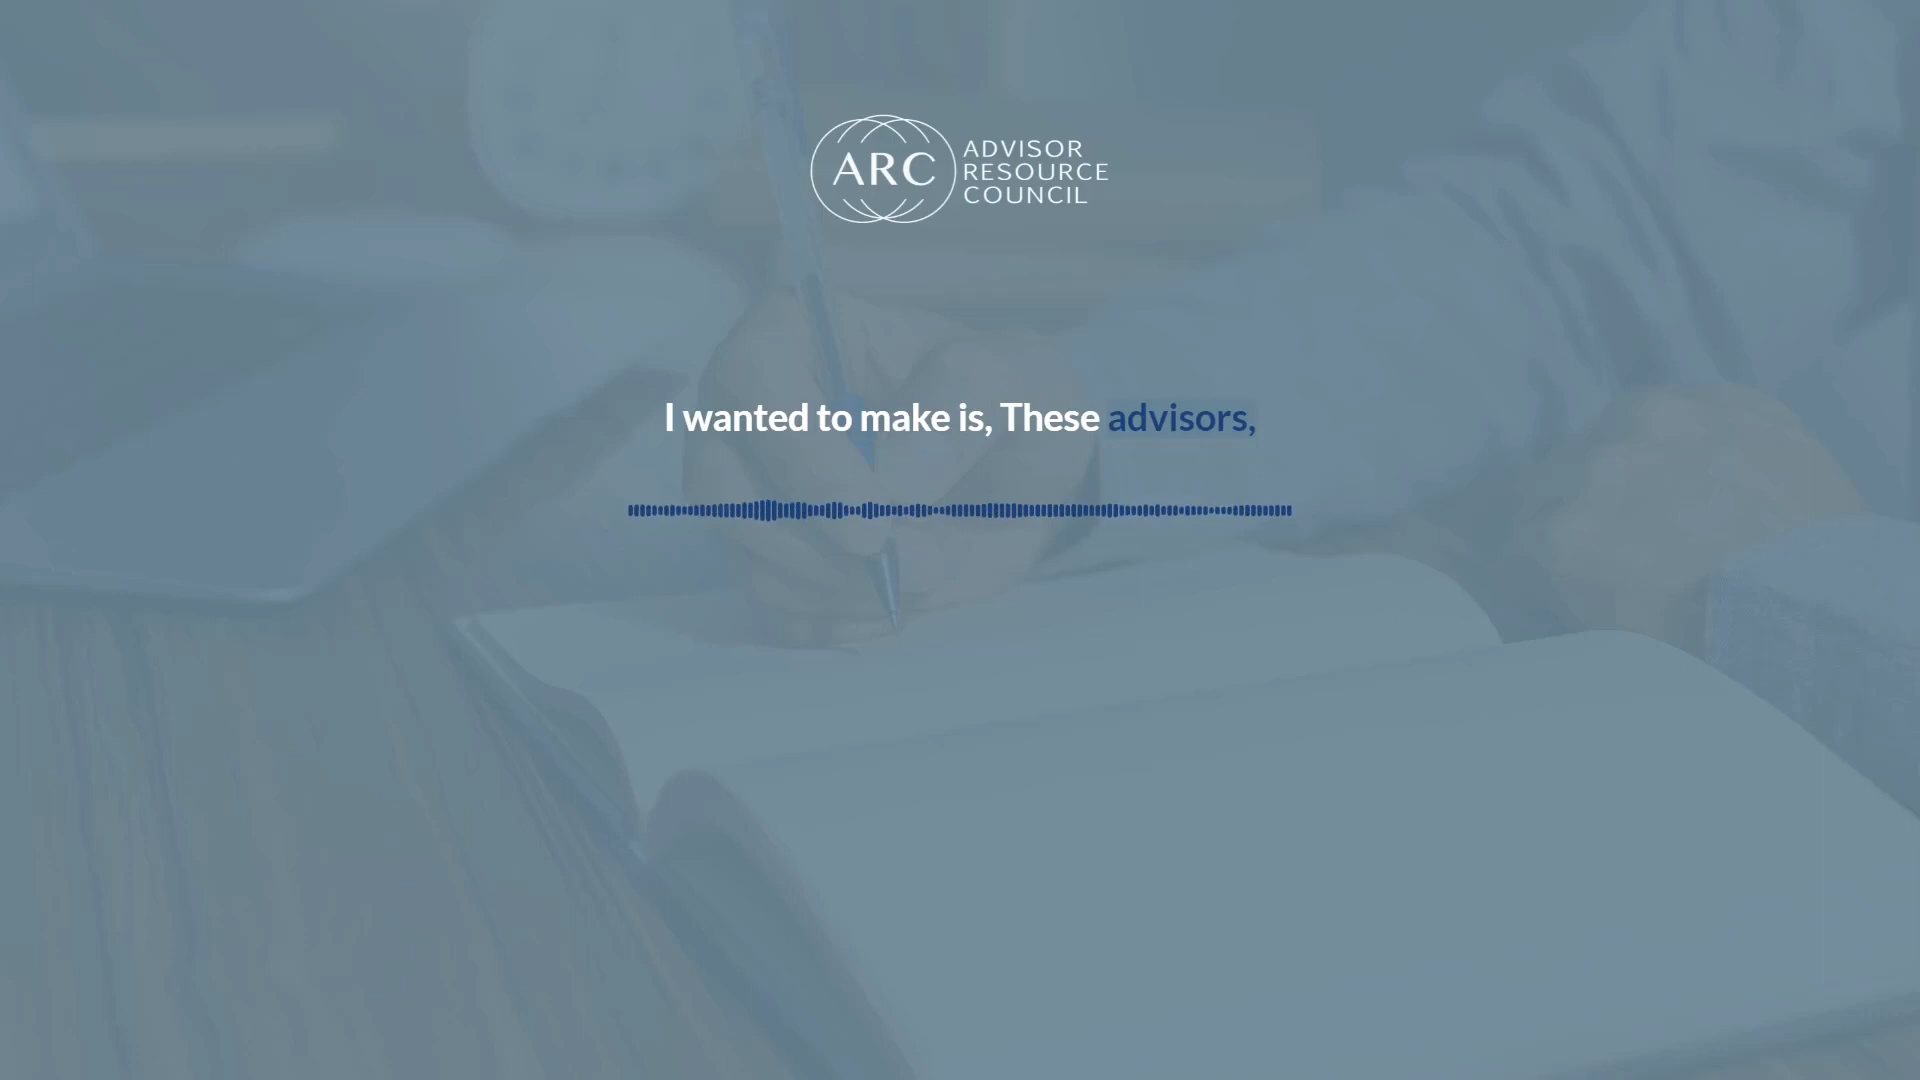 ARC
ADVISOR
RESOURCE
COUNCIL
I wanted to make is, These advisors,